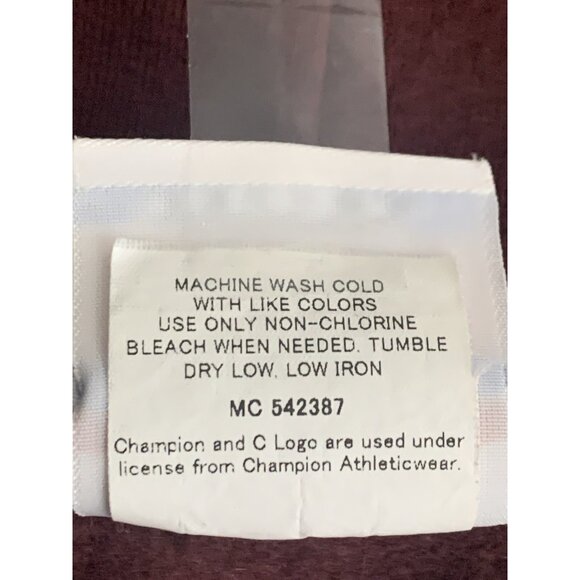 MACHINE WASH COLD
WITH LIKE COLORS
USE ONLY NON-CHLORINE
BLEACH WHEN NEEDED. TUMBLE
DRY LOW. LOW IRON
MC 542387
Champion and C Logo are used under
license from Champion Athleticwear.